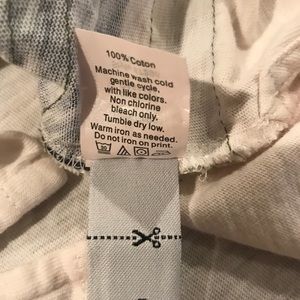 100% Coton
Machine wash cold
gentle cycle,
with like colors.
Non chlorine
bleach only.
Tumble dry low.
Warm iron as needed.
Do not iron on print.